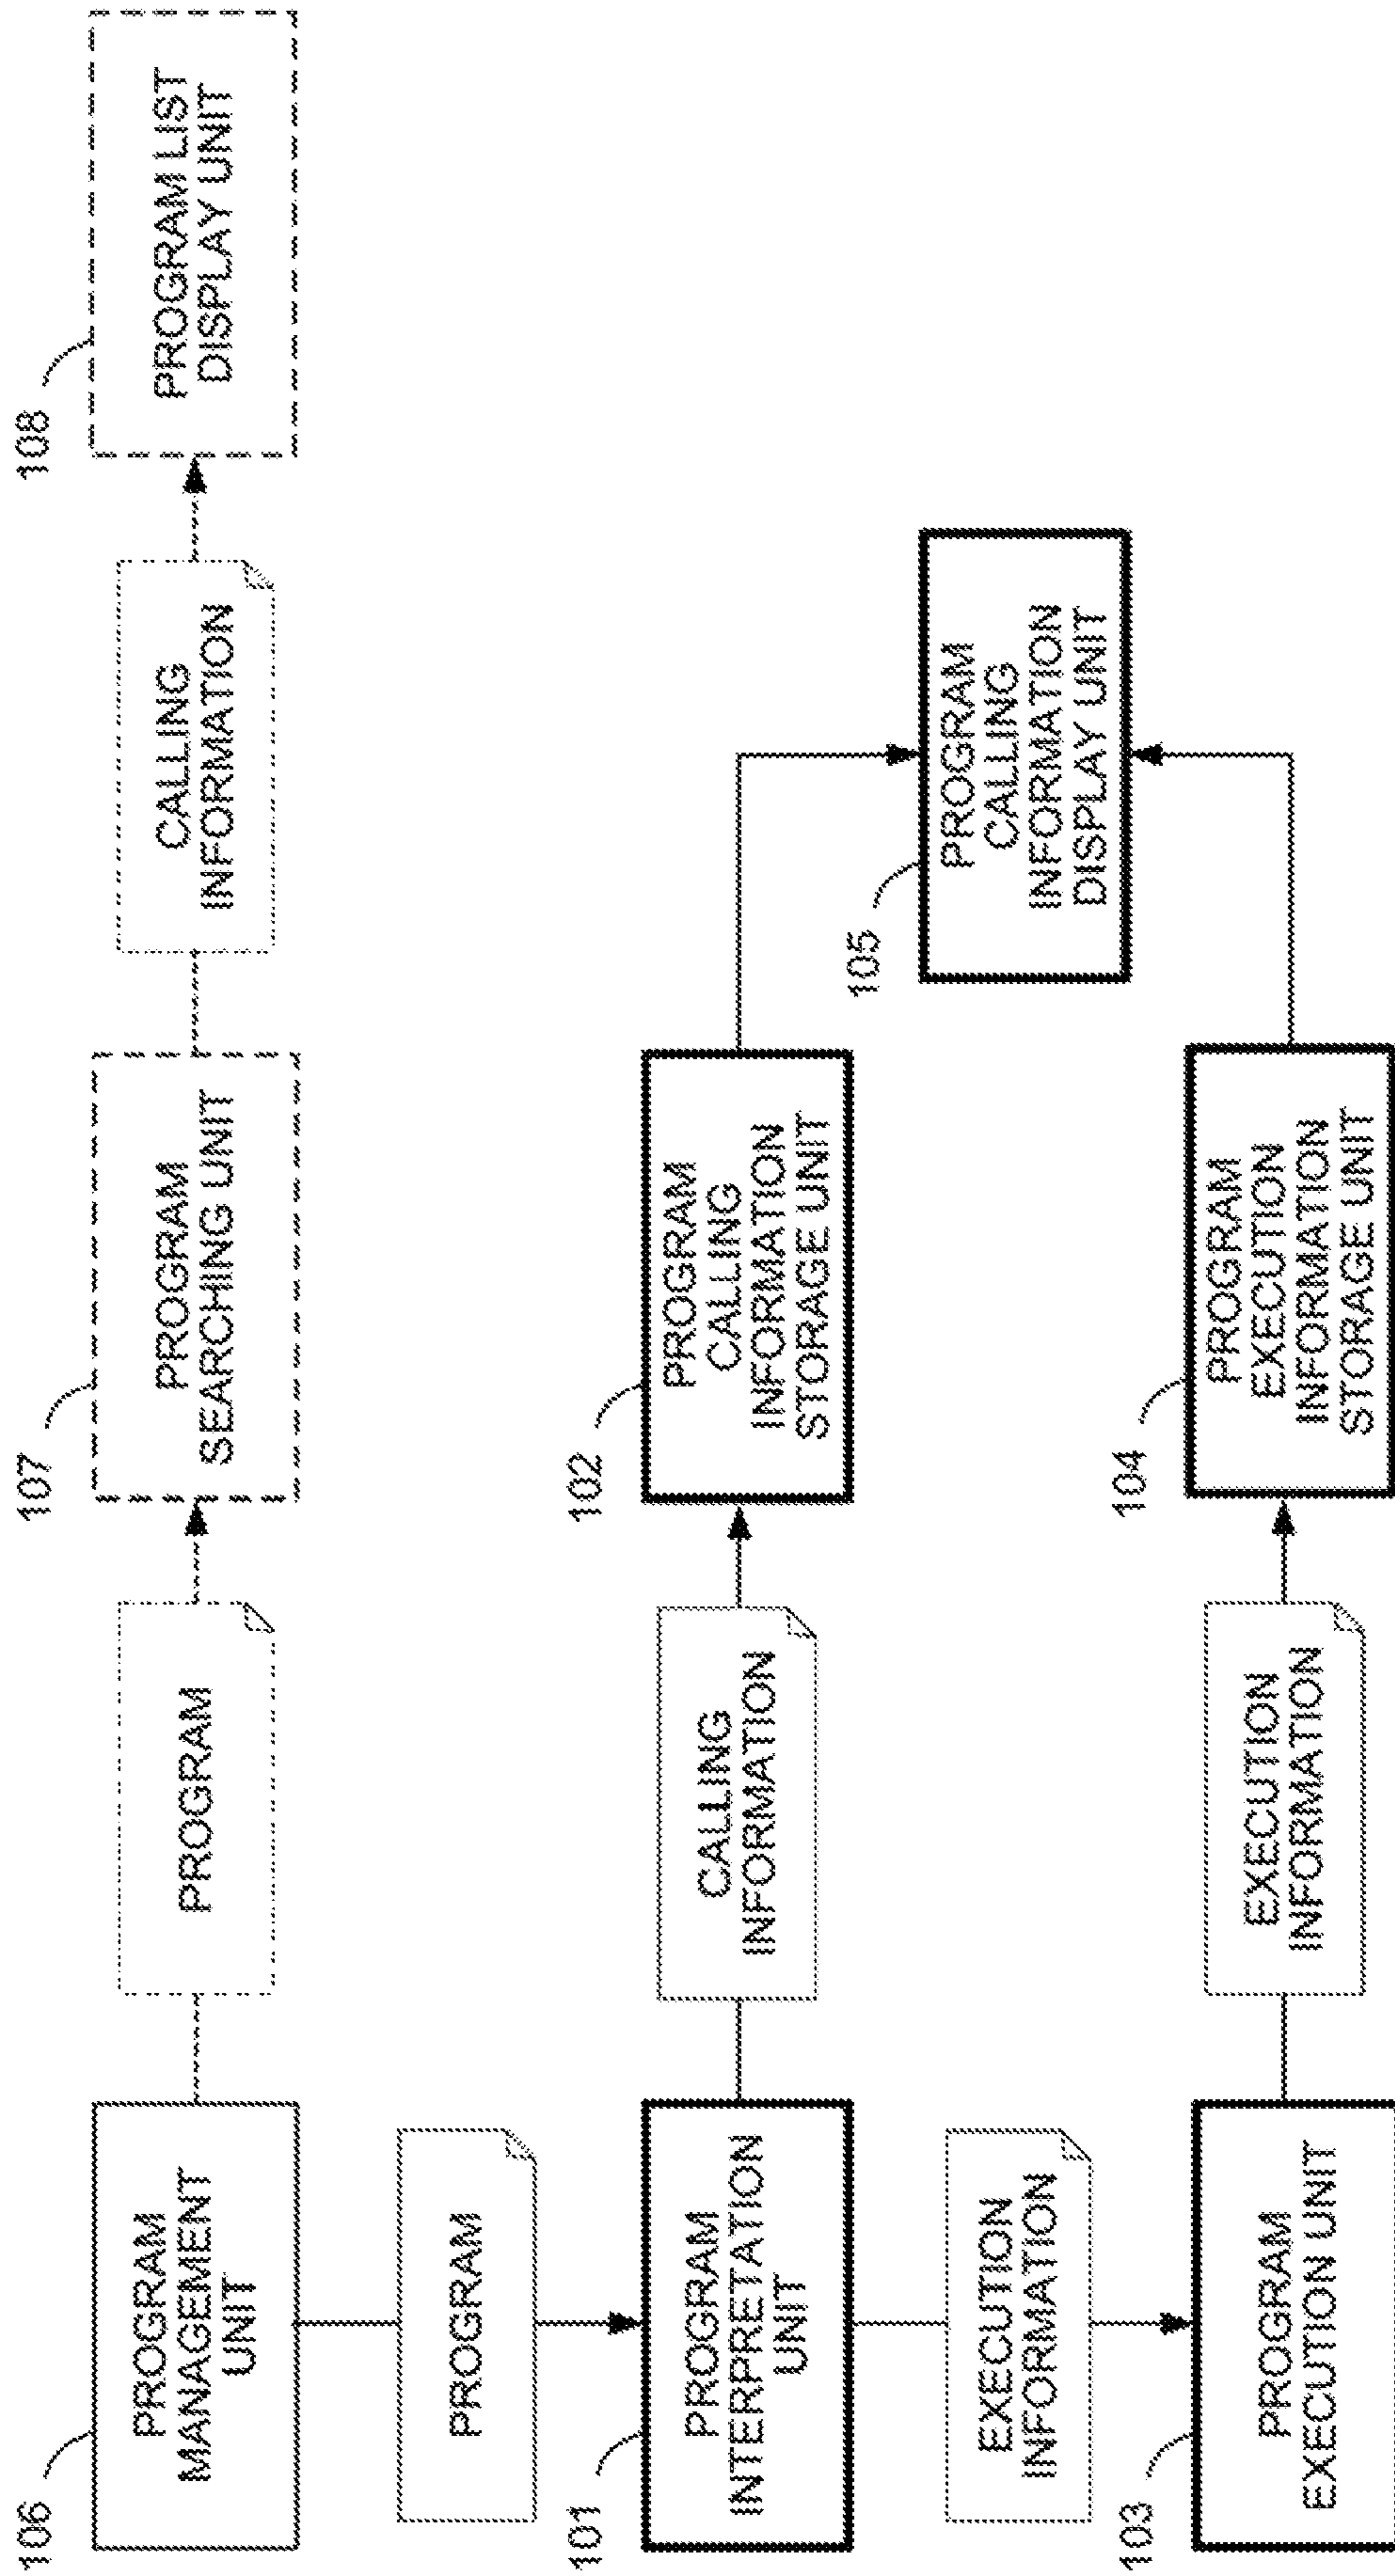 106
PROGRAM
MANAGEMENT
UNIT
PROGRAM
107
PROGRAM
SEARCHING UNIT
CALLING
INFORMATION
108
PROGRAM LIST
DISPLAY UNIT
PROGRAM
101
PROGRAM
INTERPRETATION
UNIT
CALLING
INFORMATION
102
PROGRAM
CALLING
INFORMATION
STORAGE UNIT
105
PROGRAM
CALLING
INFORMATION
DISPLAY UNIT
EXECUTION
INFORMATION
103
PROGRAM
EXECUTION UNIT
EXECUTION
INFORMATION
104
PROGRAM
EXECUTION
INFORMATION
STORAGE UNIT